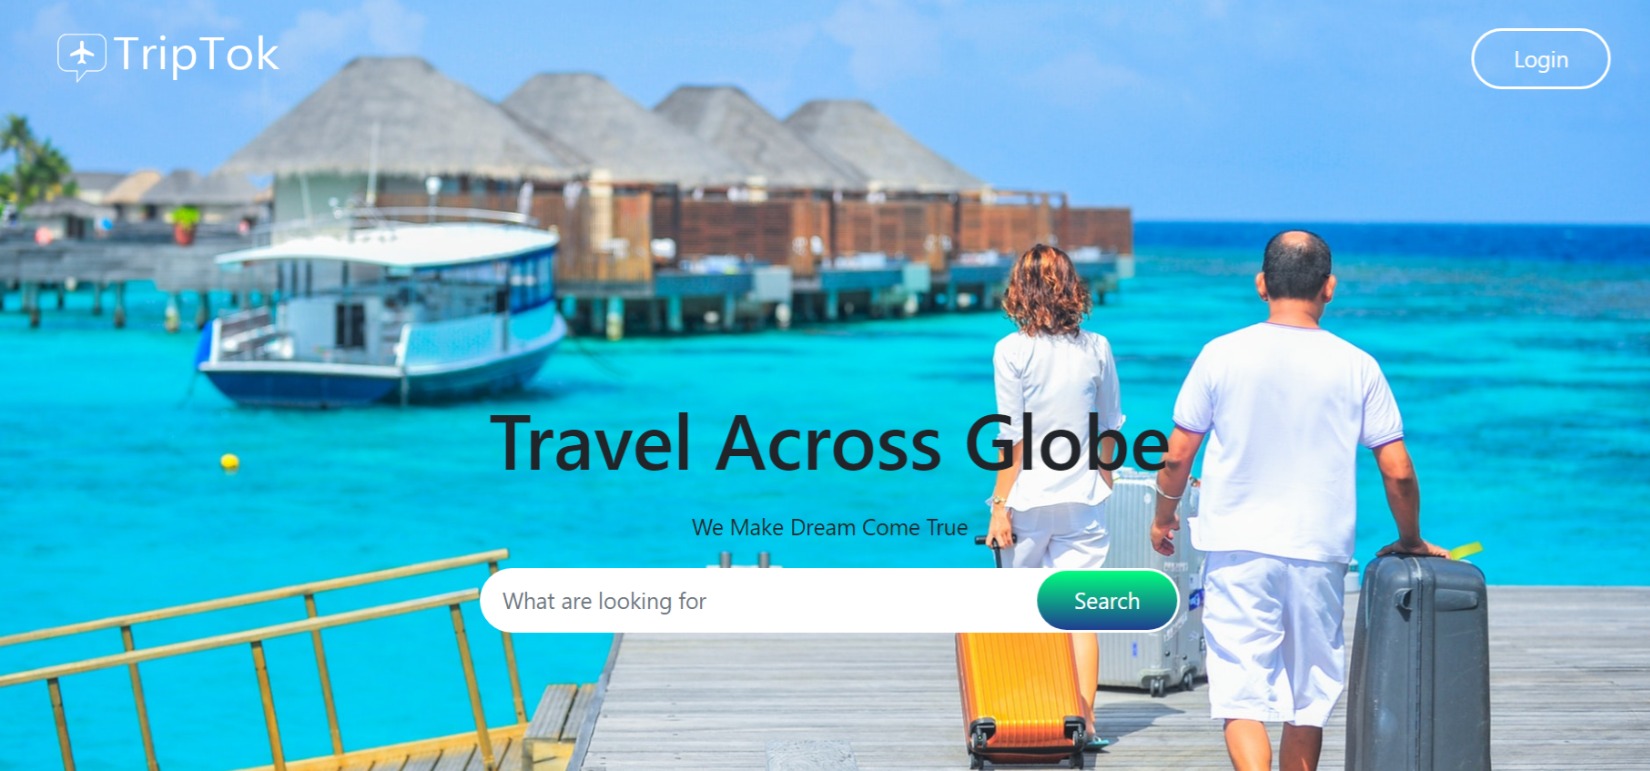 TripTok
Login
Travel Across Globe
We Make Dream Come True
What are looking for
Search